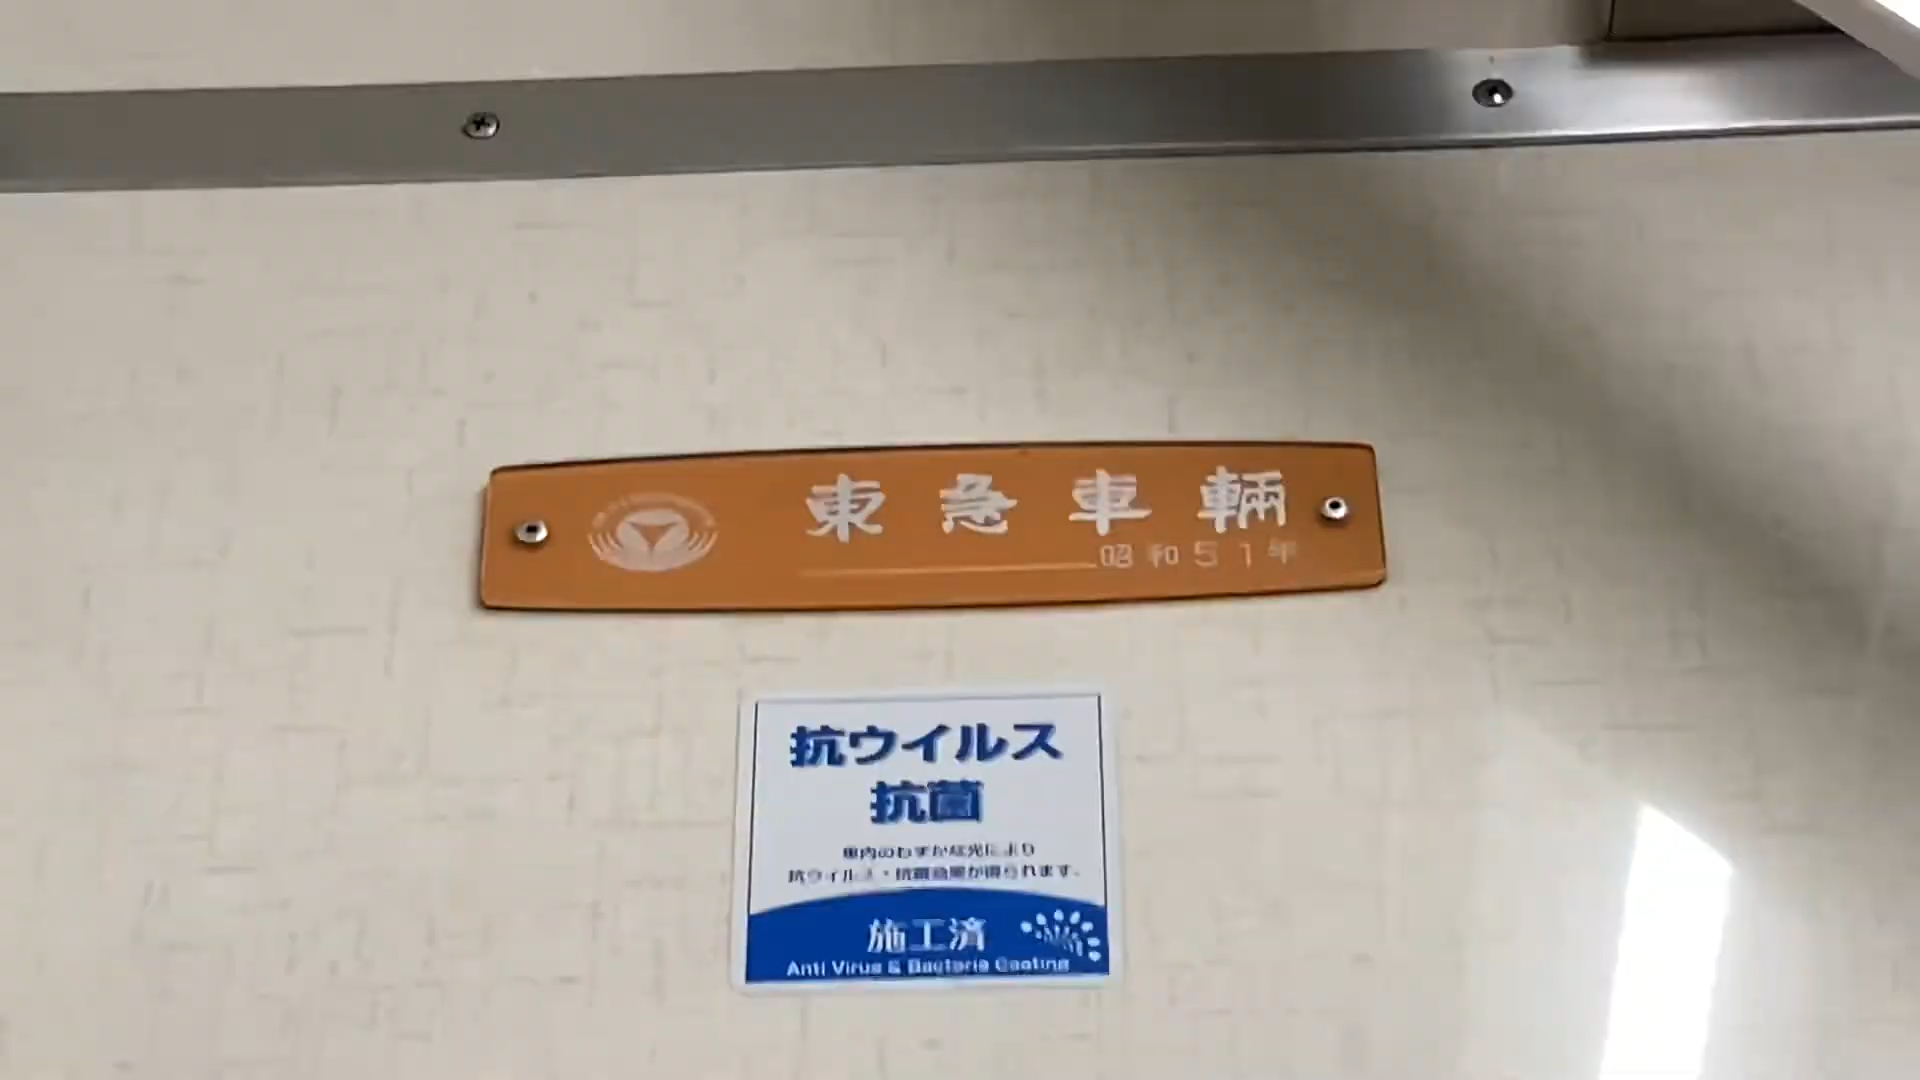 東急車輛
昭和51年
抗ウイルス
抗菌
車内のわずかな光により
抗ウイルス・抗菌効果が得られます。
施工済
Anti Virus & Bacteria Coating